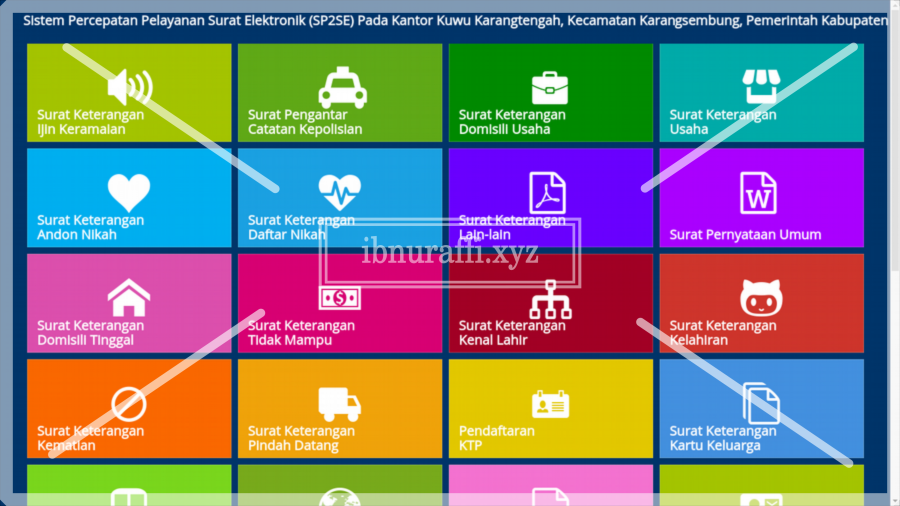 Sistem Percepatan Pelayanan Surat Elektronik (SP2SE) Pada Kantor Kuwu Karangtengah, Kecamatan Karangsembung, Pemerintah Kabupaten
Surat Keterangan
Ijin Keramaian
Surat Pengantar
Catatan Kepolisian
Surat Keterangan
Domisili Usaha
Surat Keterangan
Usaha
Surat Keterangan
Andon Nikah
Surat Keterangan
Daftar Nikah
Surat Keterangan
Lain-lain
W
Surat Pernyataan Umum
ibnuraffi.xyz
Surat Keterangan
Domisili Tinggal
$
Surat Keterangan
Tidak Mampu
Surat Keterangan
Kenal Lahir
Surat Keterangan
Kelahiran
Surat Keterangan
Kematian
Surat Keterangan
Pindah Datang
Pendaftaran
KTP
Surat Keterangan
Kartu Keluarga